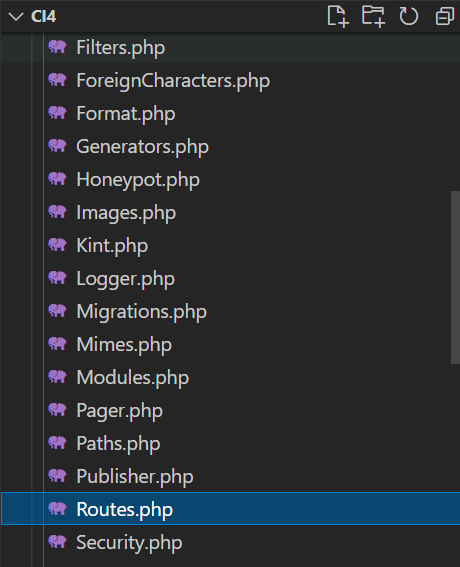 CI4
Filters.php
ForeignCharacters.php
Format.php
Generators.php
Honeypot.php
Images.php
Kint.php
Logger.php
Migrations.php
Mimes.php
Modules.php
Pager.php
Paths.php
Publisher.php
Routes.php
Security.php